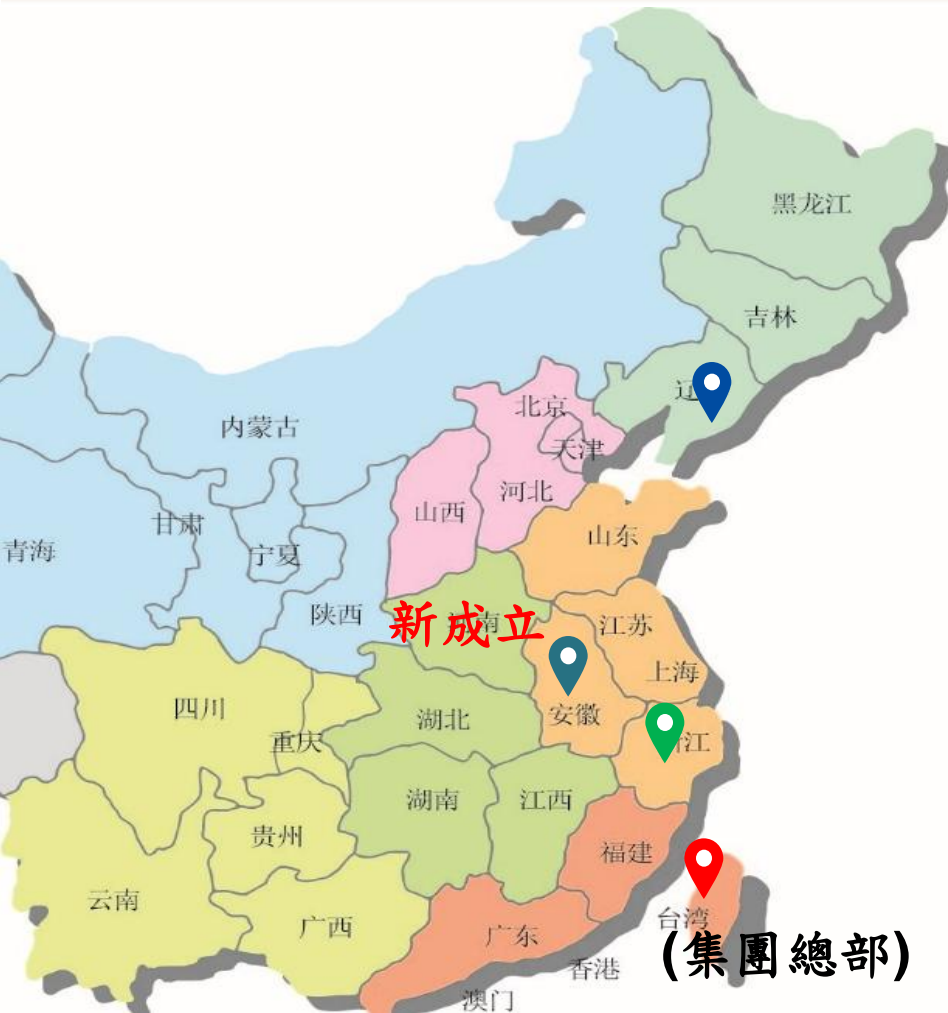 黑龙江
吉林
辽
北京
内蒙古
天津
河北
山西
甘肃
山东
青海
宁夏
陕西
新成立
南
江苏
上海
四川
安徽
湖北
重庆
江
湖南
江西
贵州
福建
云南
台湾
广西
广东
(集團總部)
香港
澳门